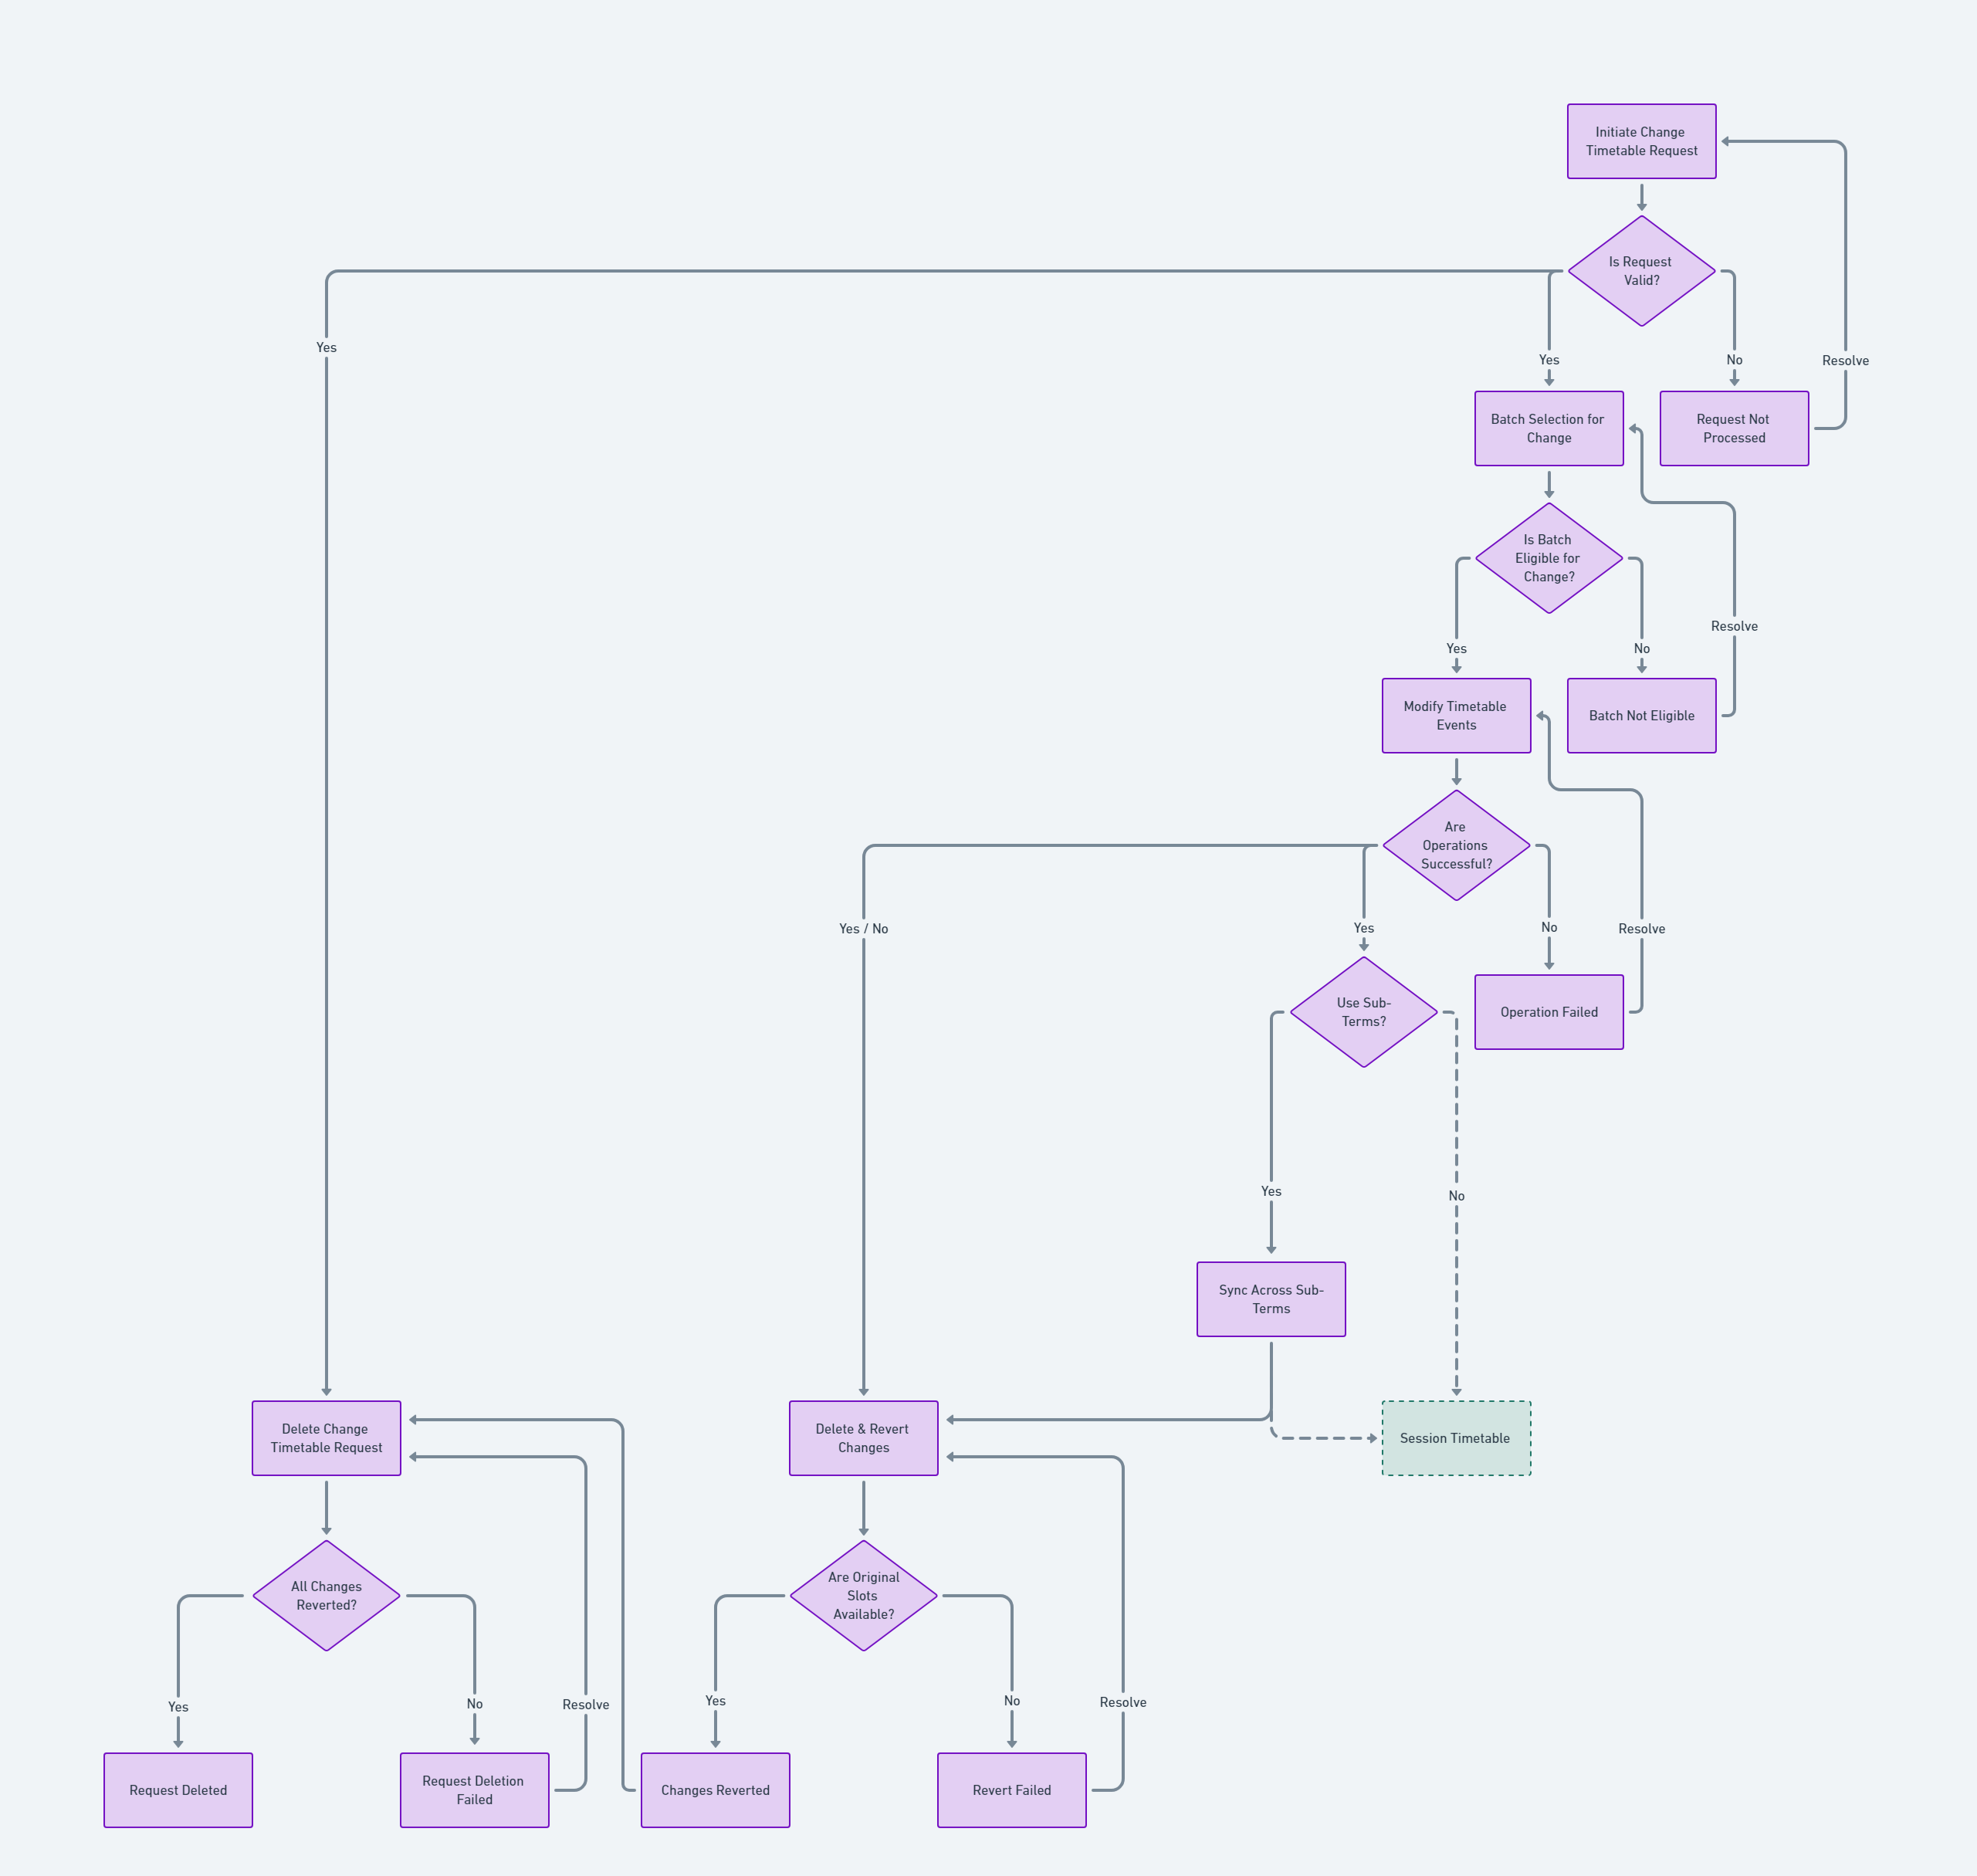 Initiate Change
Timetable Request
Is Request
Valid?
Yes
Yes
No
Resolve
Batch Selection for
Change
Request Not
Processed
Is Batch
Eligible for
Change?
Resolve
Yes
No
Modify Timetable
Events
Batch Not Eligible
Are
Operations
Successful?
Yes / No
Yes
No
Resolve
Use Sub-
Terms?
Operation Failed
Yes
No
Sync Across Sub-
Terms
Delete Change
Timetable Request
Delete & Revert
Changes
Session Timetable
All Changes
Reverted?
Are Original
Slots
Available?
Yes
No
Resolve
Yes
No
Resolve
Request Deleted
Request Deletion
Failed
Changes Reverted
Revert Failed